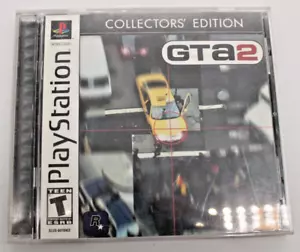 COLLECTORS' EDITION
GTA2
PlayStation
TEEN
T
ESRB
R